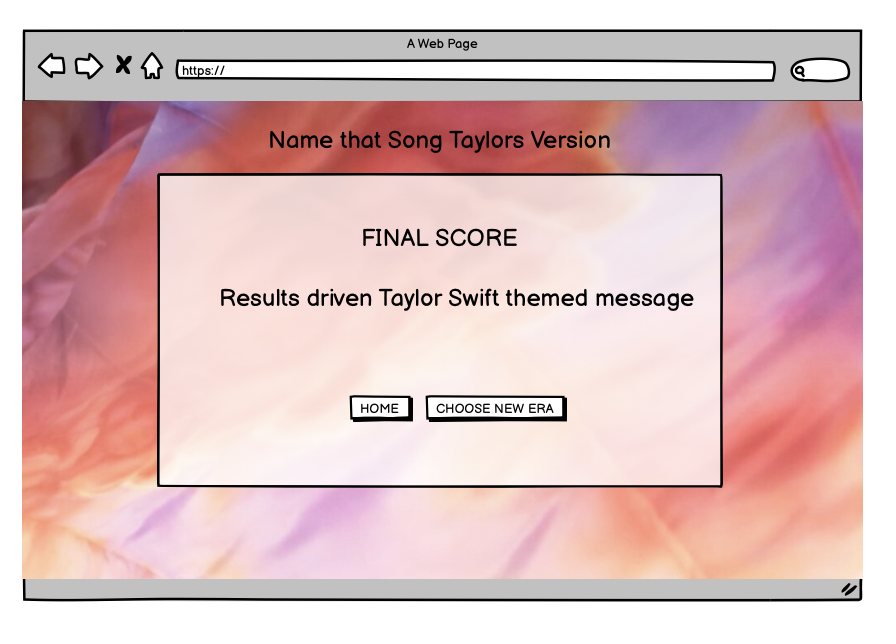 A Web Page
https://
Name that Song Taylors Version
FINAL SCORE
Results driven Taylor Swift themed message
HOME
CHOOSE NEW ERA